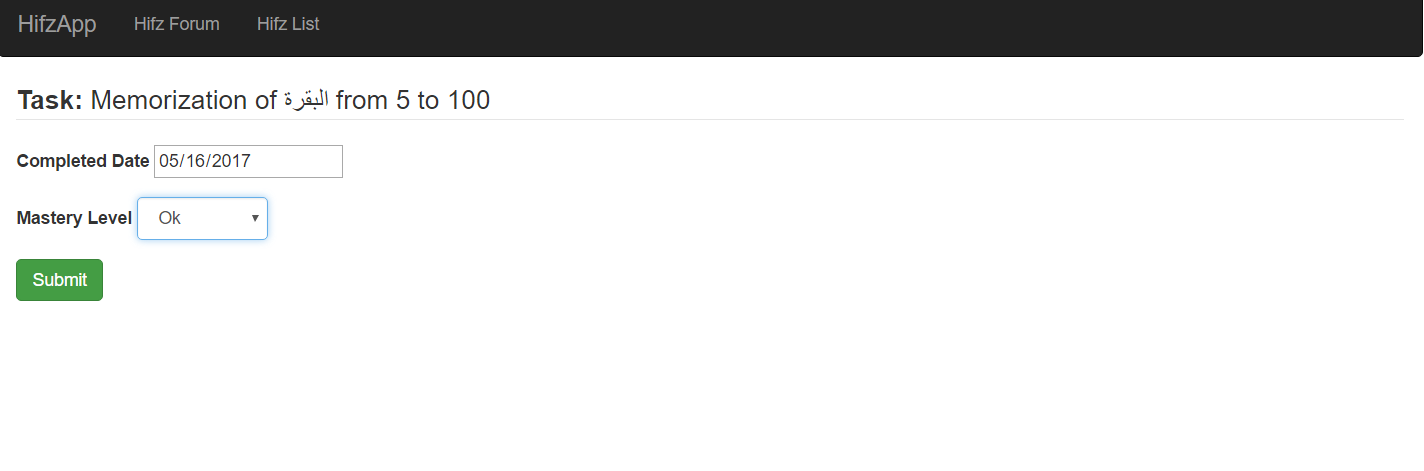 HifzApp Hifz Forum Hifz List
Task: Memorization of البقرة from 5 to 100
Completed Date 05/16/2017
Mastery Level Ok
Submit